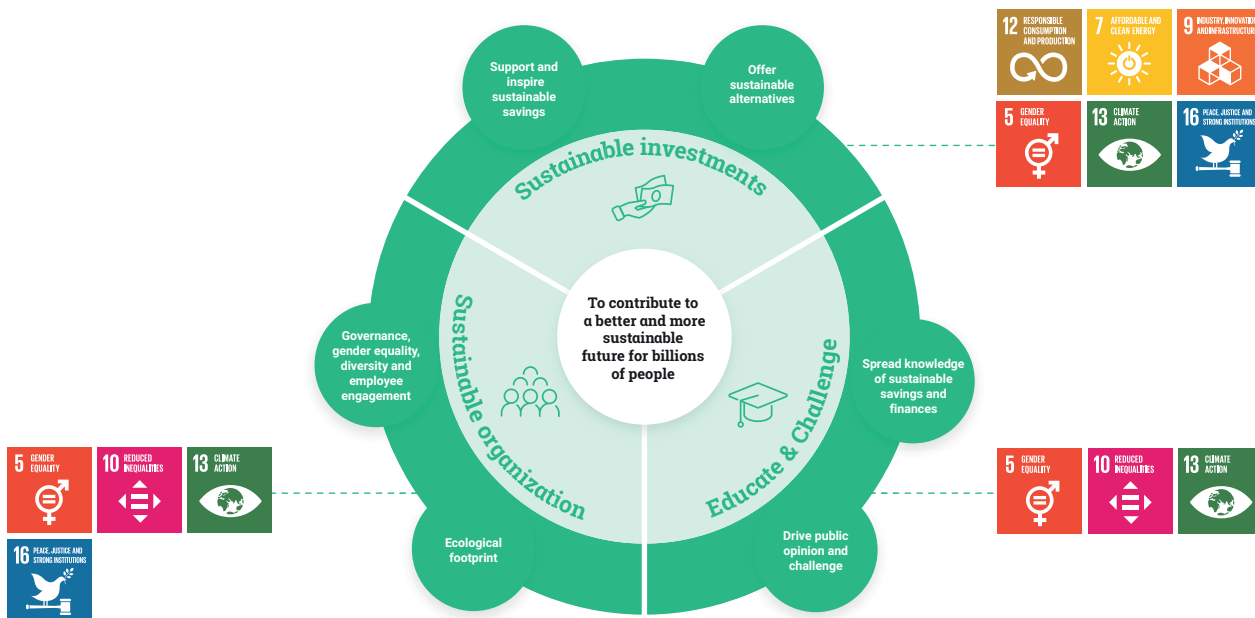 Support and
inspire
sustainable
savings
Offer
sustainable
alternatives
12 RESPONSIBLE
CONSUMPTION
AND PRODUCTION
7 AFFORDABLE AND
CLEAN ENERGY
9 INDUSTRY, INNOVATION
AND INFRASTRUCTURE
5 GENDER
EQUALITY
13 CLIMATE
ACTION
16 PEACE, JUSTICE AND
STRONG INSTITUTIONS
Sustainable investments
To contribute to
a better and more
sustainable
future for billions
of people
Governance,
gender equality,
diversity and
employee
engagement
Sustainable organization
Educate & Challenge
Spread knowledge
of sustainable
savings and
finances
5 GENDER
EQUALITY
10 REDUCED
INEQUALITIES
13 CLIMATE
ACTION
16 PEACE, JUSTICE AND
STRONG INSTITUTIONS
Ecological
footprint
Drive public
opinion and
challenge
5 GENDER
EQUALITY
10 REDUCED
INEQUALITIES
13 CLIMATE
ACTION